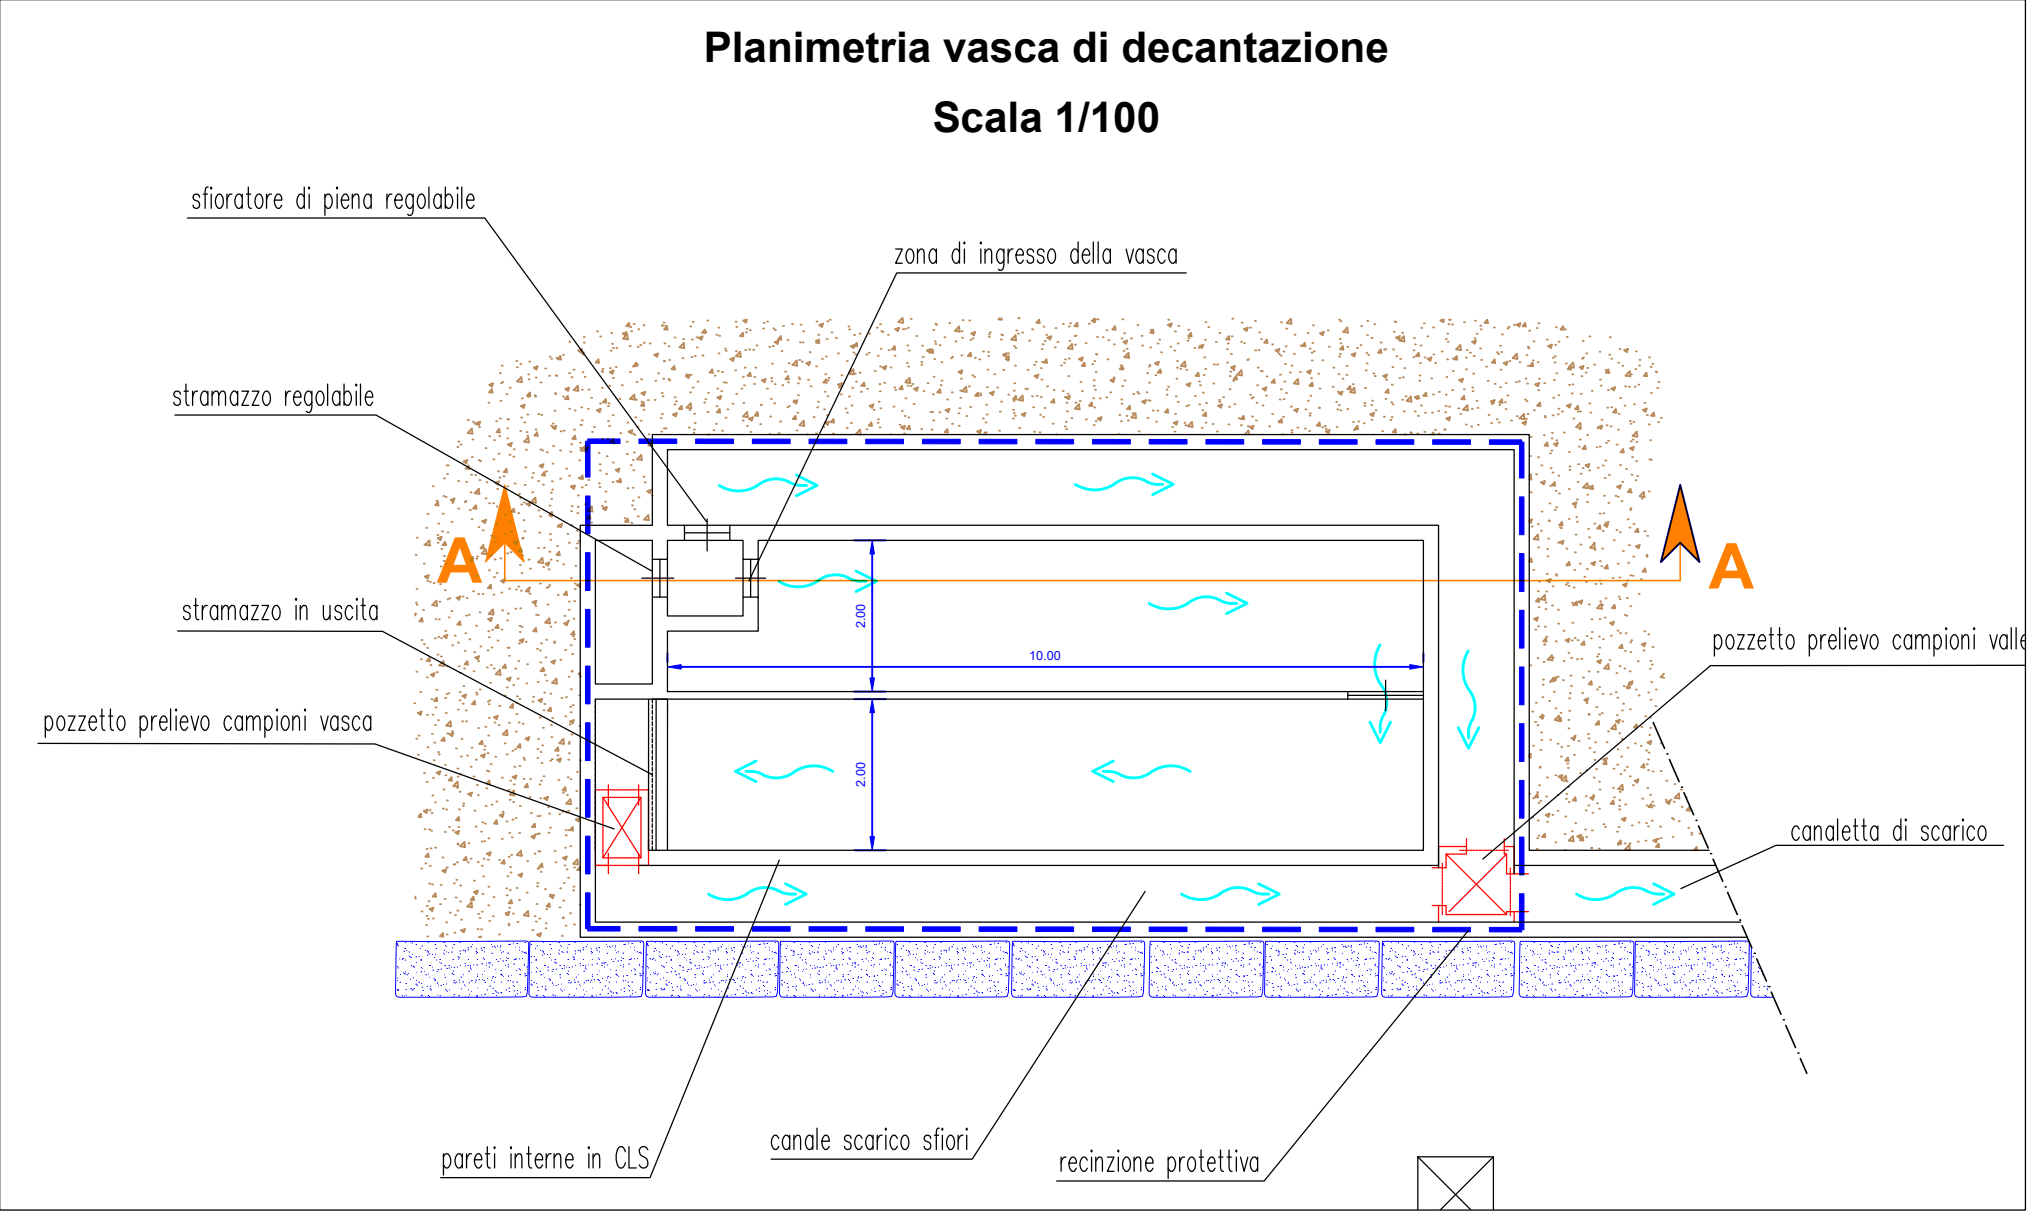 Planimetria vasca di decantazione
Scala 1/100
sfioratore di piena regolabile
zona di ingresso della vasca
stramazzo regolabile
A
A
stramazzo in uscita
2.00
10.00
pozzetto prelievo campioni valle
pozzetto prelievo campioni vasca
2.00
canaletta di scarico
canale scarico sfiori
pareti interne in CLS
recinzione protettiva